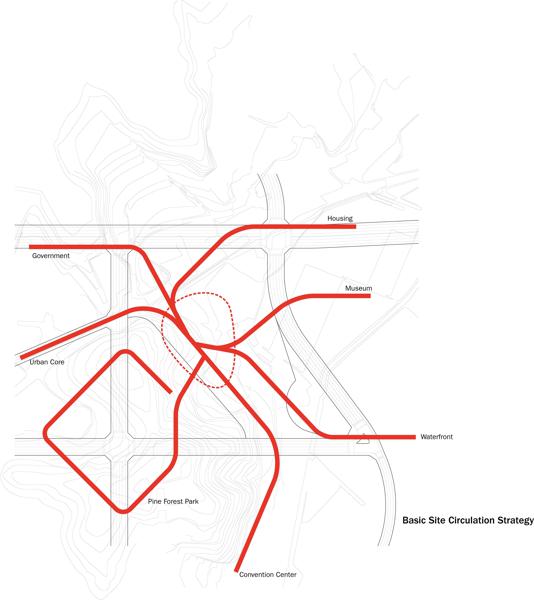 Housing
Government
Museum
Urban Core
Waterfront
Pine Forest Park
Basic Site Circulation Strategy
Convention Center